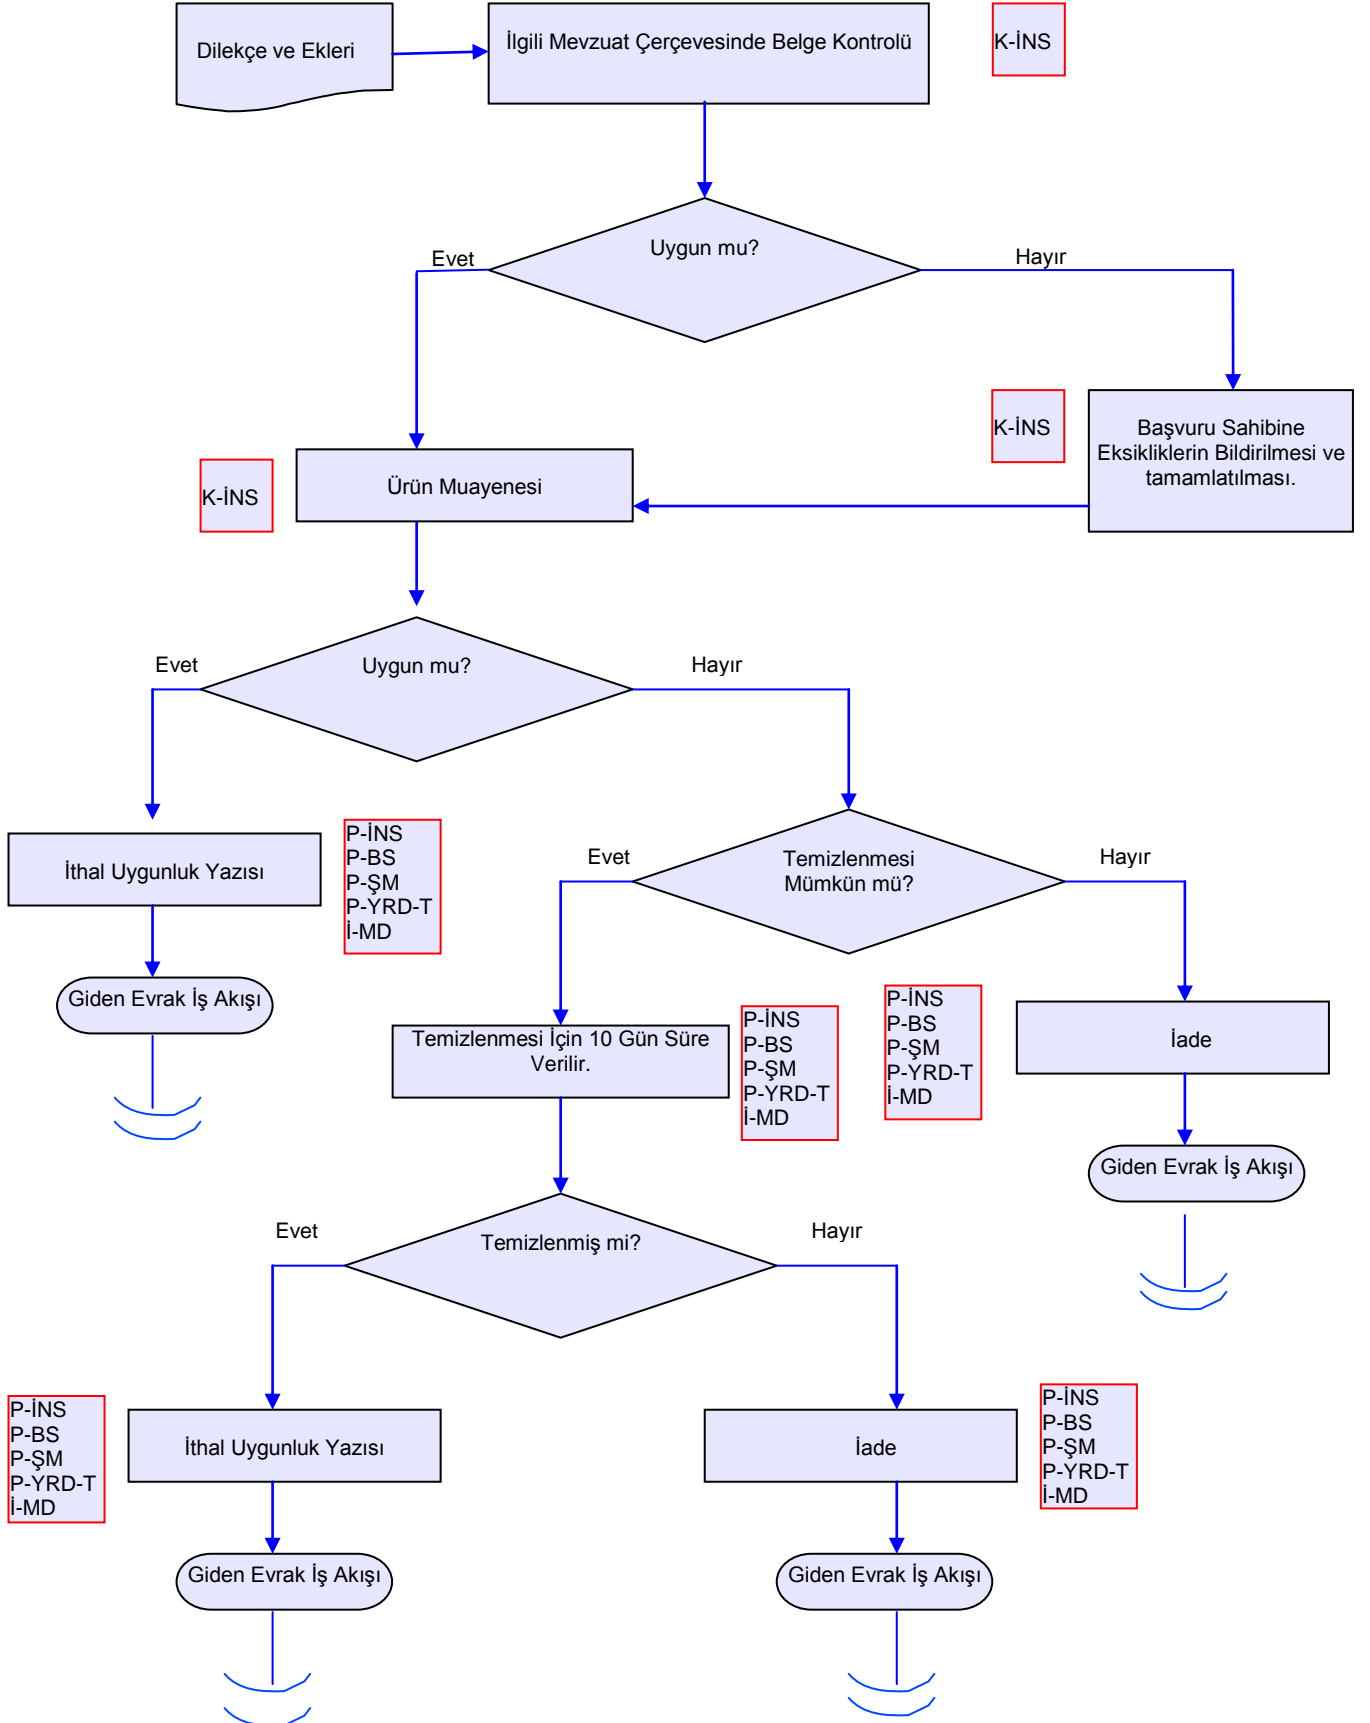 Dilekçe ve Ekleri
İlgili Mevzuat Çerçevesinde Belge Kontrolü
K-İNS
Uygun mu?
Evet
Hayır
K-İNS
Başvuru Sahibine
Eksikliklerin Bildirilmesi ve
tamamlatılması.
K-İNS
Ürün Muayenesi
Evet
Uygun mu?
Hayır
İthal Uygunluk Yazısı
P-İNS
P-BS
P-ŞM
P-YRD-T
İ-MD
Evet
Temizlenmesi
Mümkün mü?
Hayır
Giden Evrak İş Akışı
Temizlenmesi İçin 10 Gün Süre
Verilir.
P-İNS
P-BS
P-ŞM
P-YRD-T
İ-MD
P-İNS
P-BS
P-ŞM
P-YRD-T
İ-MD
İade
Giden Evrak İş Akışı
Evet
Temizlenmiş mi?
Hayır
P-İNS
P-BS
P-ŞM
P-YRD-T
İ-MD
İthal Uygunluk Yazısı
İade
P-İNS
P-BS
P-ŞM
P-YRD-T
İ-MD
Giden Evrak İş Akışı
Giden Evrak İş Akışı